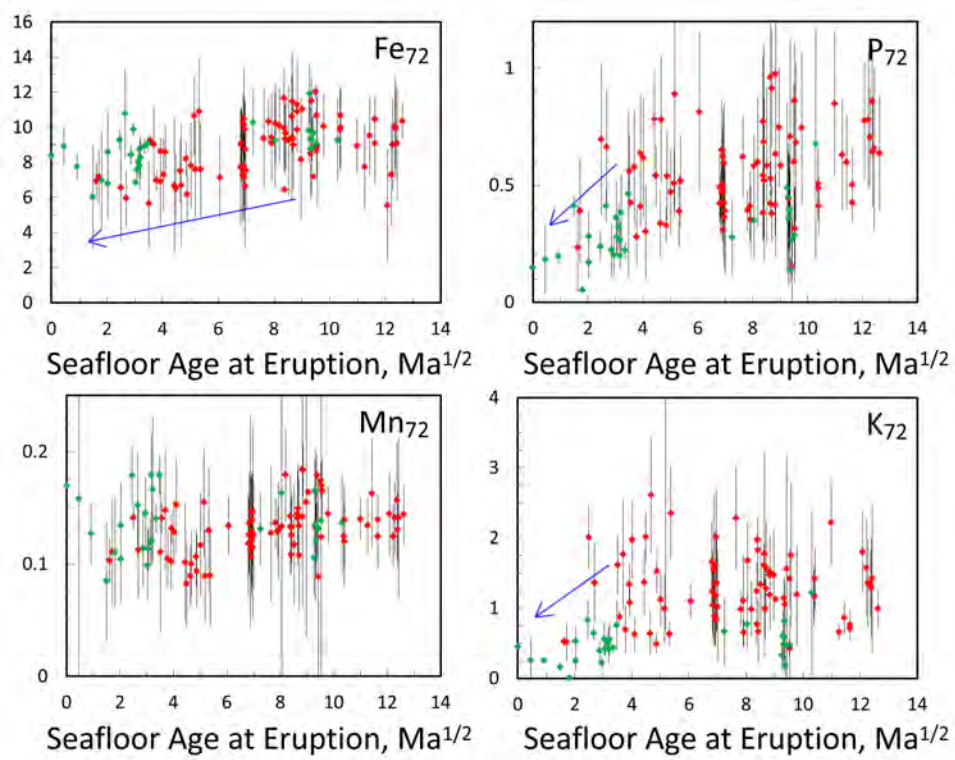 16
14
12
10
8
6
4
2
0
Fe72
0 2 4 6 8 10 12 14
Seafloor Age at Eruption, Ma1/2
1
0.5
0
P72
0 2 4 6 8 10 12 14
Seafloor Age at Eruption, Ma1/2
0.2
0.1
0
Mn72
0 2 4 6 8 10 12 14
Seafloor Age at Eruption, Ma1/2
4
3
2
1
0
K72
0 2 4 6 8 10 12 14
Seafloor Age at Eruption, Ma1/2